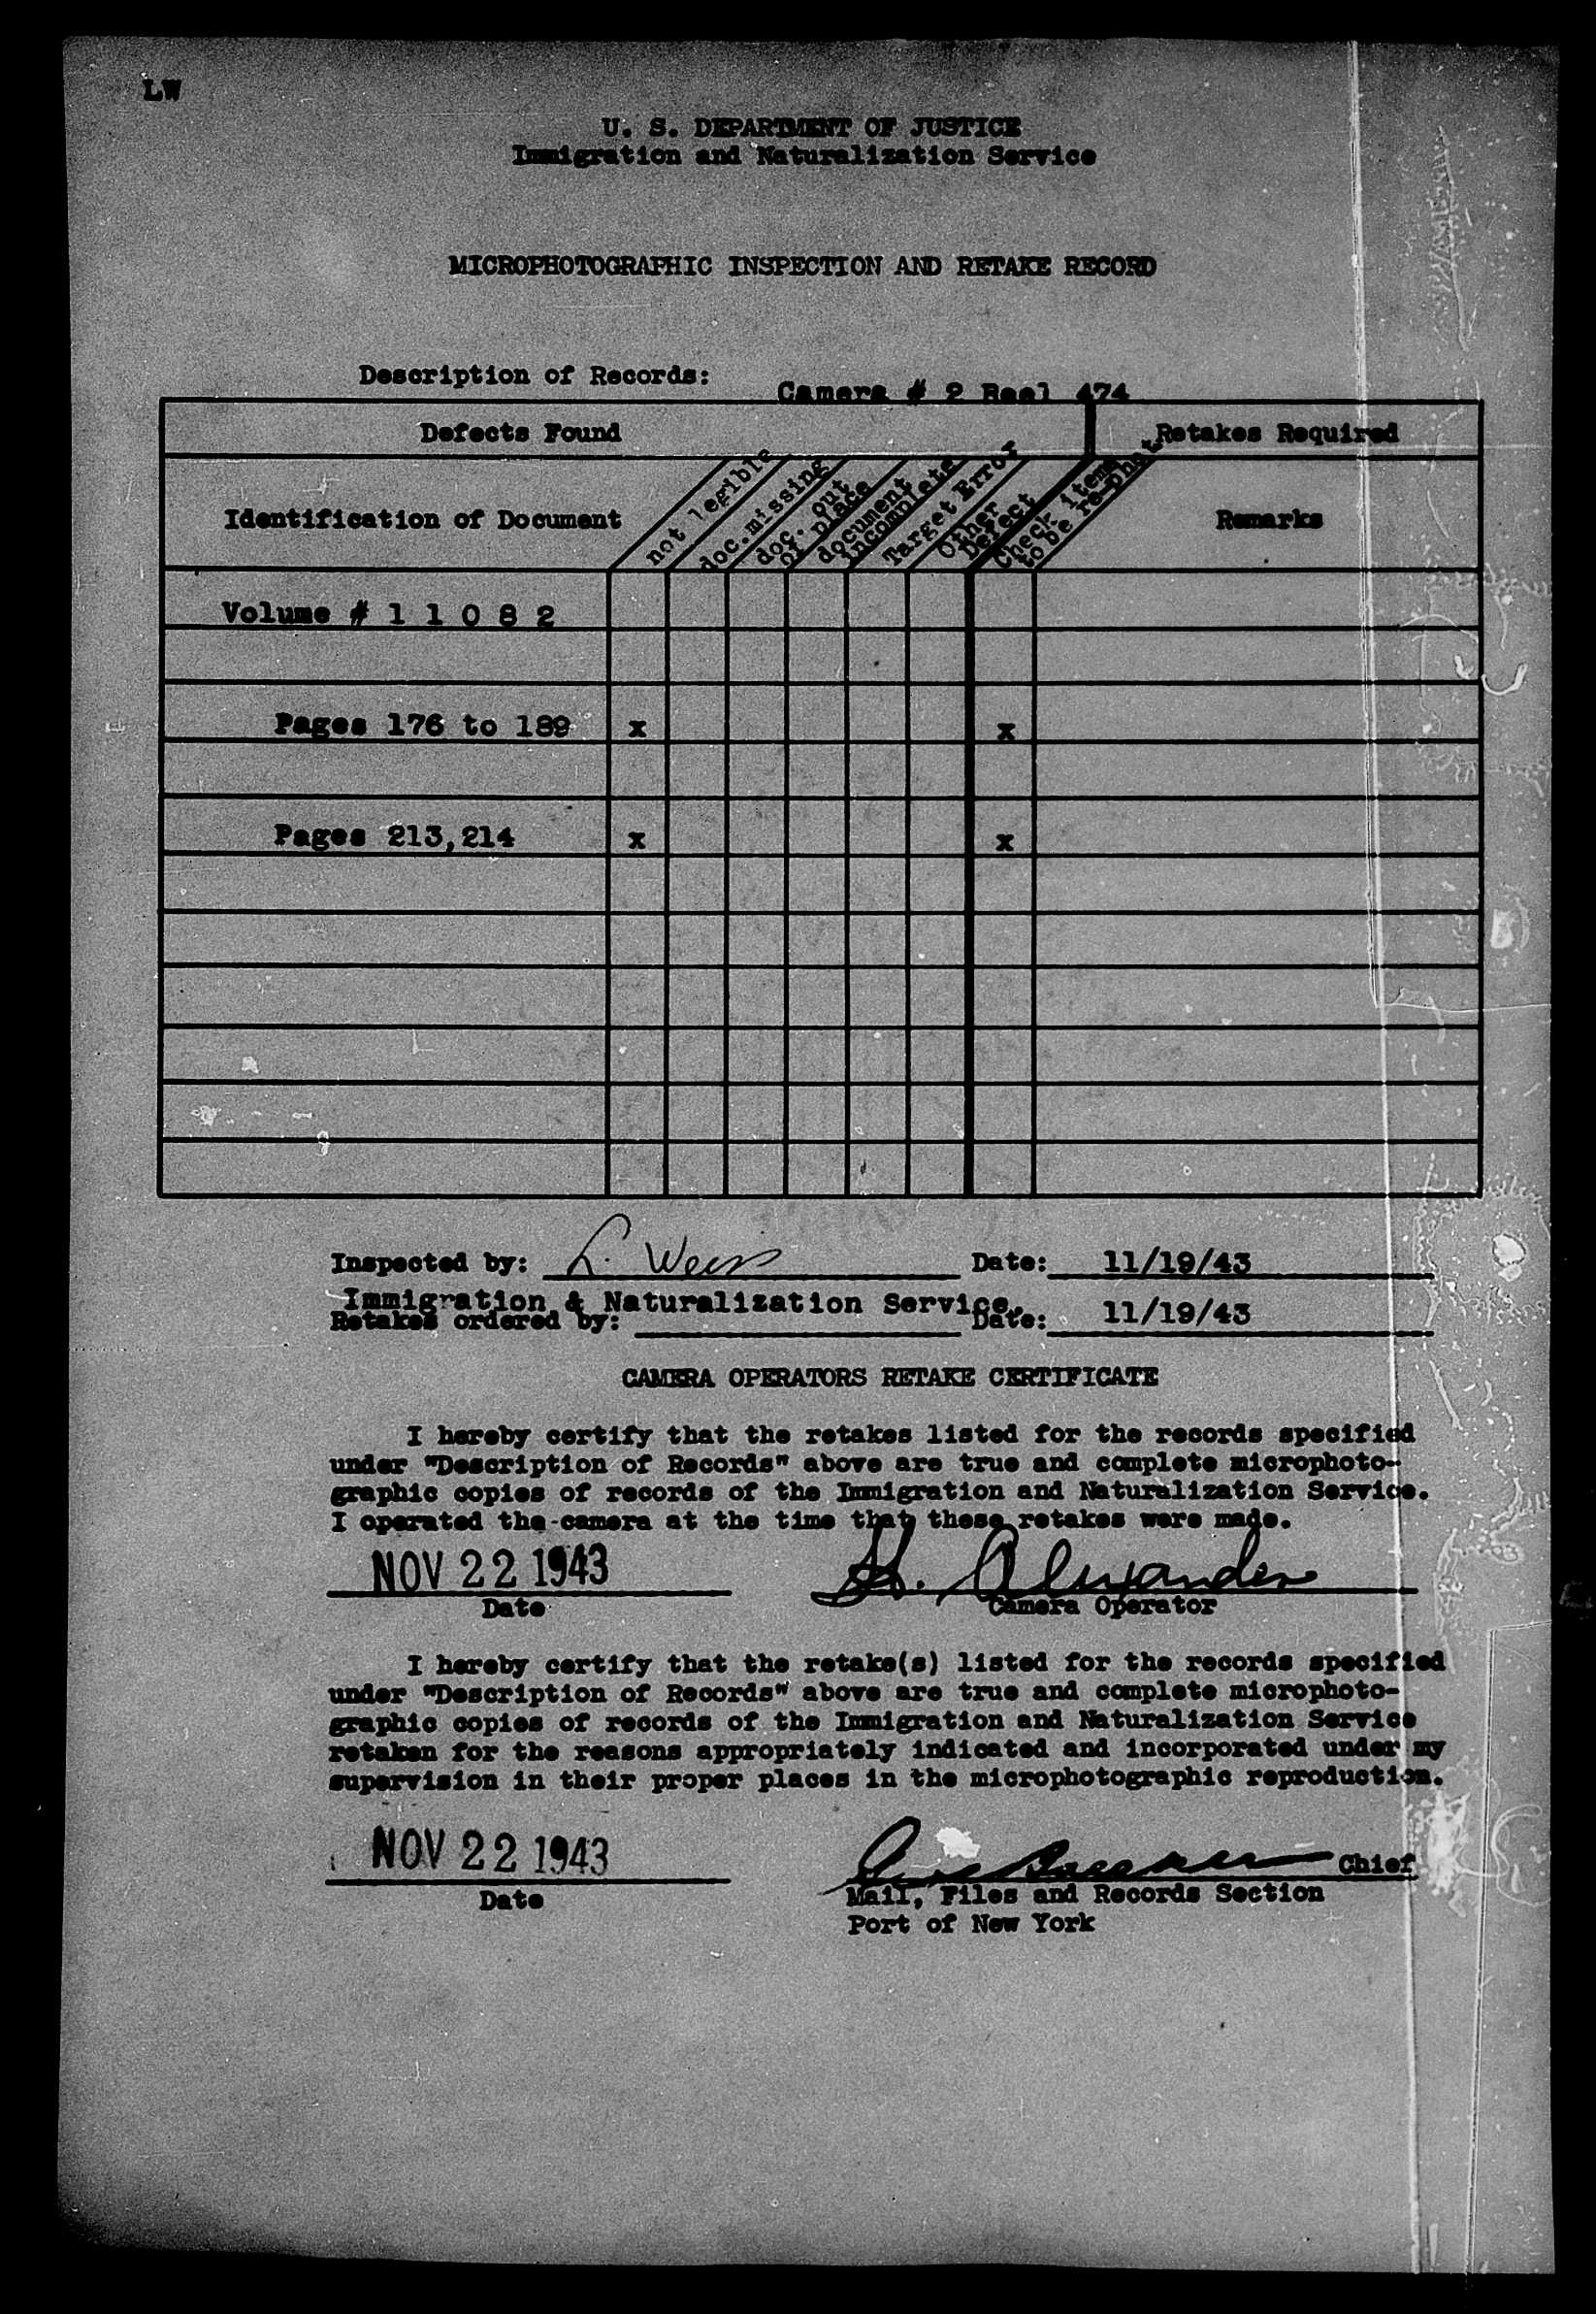 LW
U. S. DEPARTMENT OF JUSTICE
Immigration and Naturalization Service
MICROPHOTOGRAPHIC INSPECTION AND RETAKE RECORD
Description of Records: Camera # 2 Reel 474
Defects Found Retakes Required
Identification of Document
not legible
doc.missing
doc. out
of place
document
incomplete
Target Error
Other
Defect
Check items
to be re-phot
Remarks
Volume # 1 1 0 8 2
Pages 176 to 189 x x
Pages 213,214 x x
Inspected by: L. Weiss Date: 11/19/43
Immigration & Naturalization Service.
Retakes ordered by: Date: 11/19/43
CAMERA OPERATORS RETAKE CERTIFICATE
I hereby certify that the retakes listed for the records specified
under "Description of Records" above are true and complete microphoto-
graphic copies of records of the Immigration and Naturalization Service.
I operated the camera at the time that these retakes were made.
NOV 22 1943 H. Alexander
Date Camera Operator
I hereby certify that the retake(s) listed for the records specified
under "Description of Records" above are true and complete microphoto-
graphic copies of records of the Immigration and Naturalization Service
retaken for the reasons appropriately indicated and incorporated under my
supervision in their proper places in the microphotographic reproduction.
NOV 22 1943 Chief
Date Mail, Files and Records Section
Port of New York